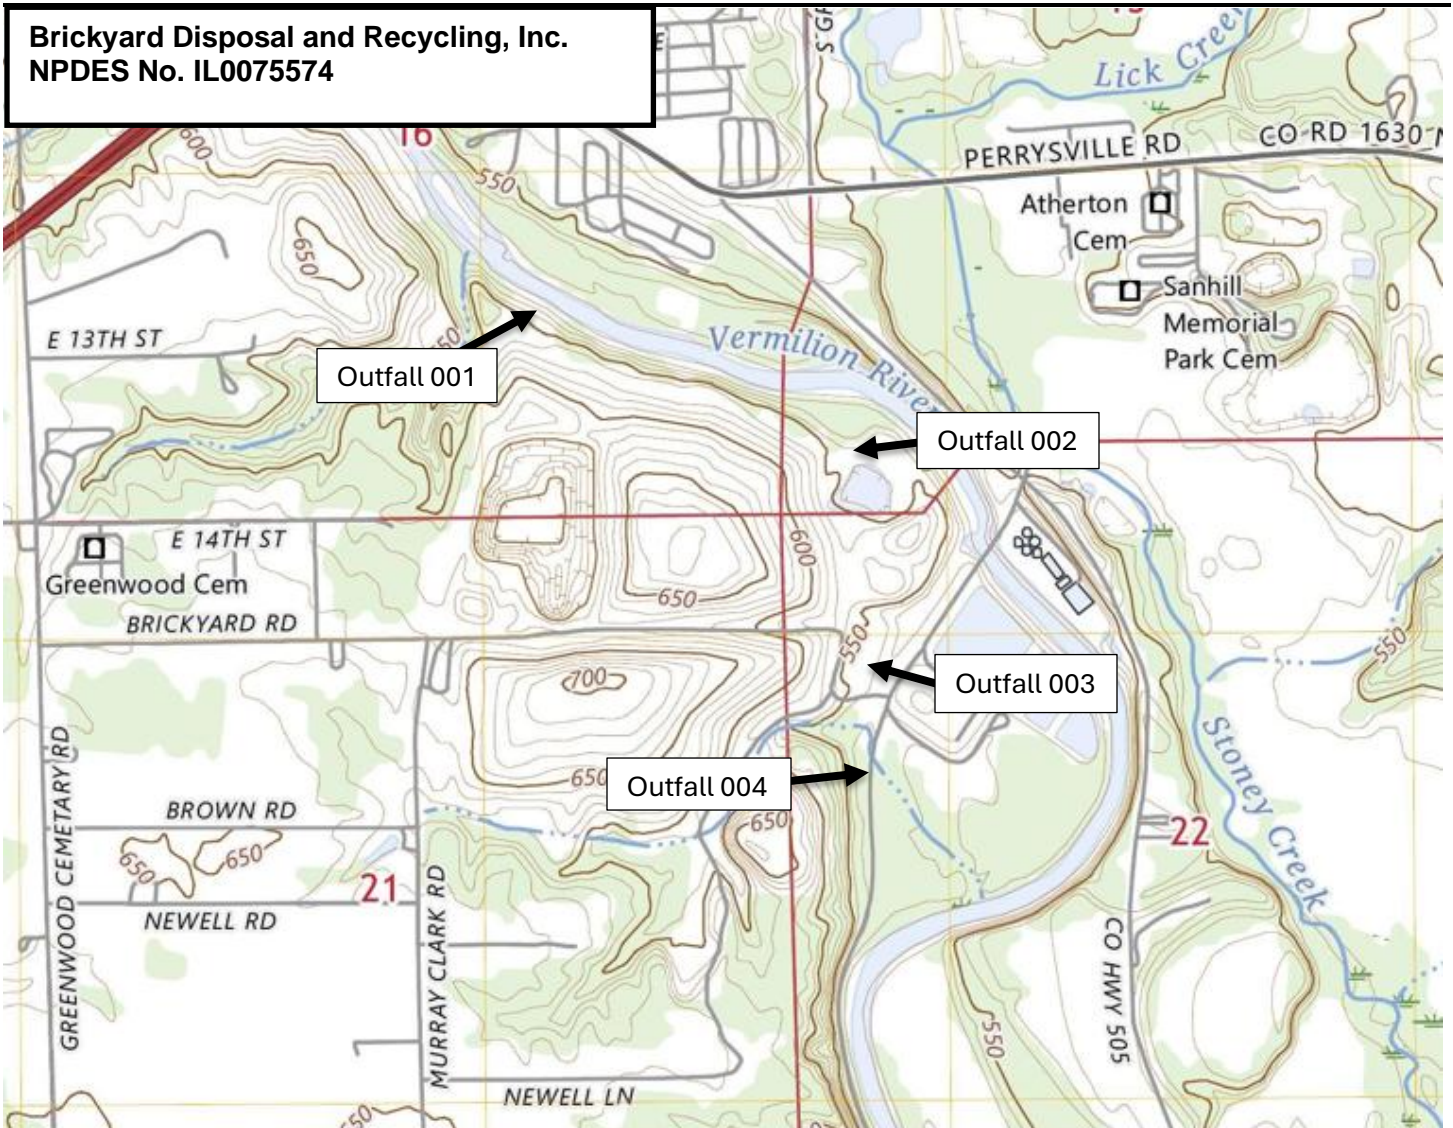 Brickyard Disposal and Recycling, Inc.
NPDES No. IL0075574
Lick Creek
16
PERRYSVILLE RD
CO RD 1630 N
600
550
Atherton
Cem
650
Sanhill
Memorial
Park Cem
E 13TH ST
Vermilion River
Outfall 001
Outfall 002
E 14TH ST
Greenwood Cem
600
650
BRICKYARD RD
550
550
Outfall 003
700
GREENWOOD CEMETARY RD
Stoney Creek
650
Outfall 004
BROWN RD
650
650
650
22
21
MURRAY CLARK RD
NEWELL RD
CO HWY 505
550
NEWELL LN